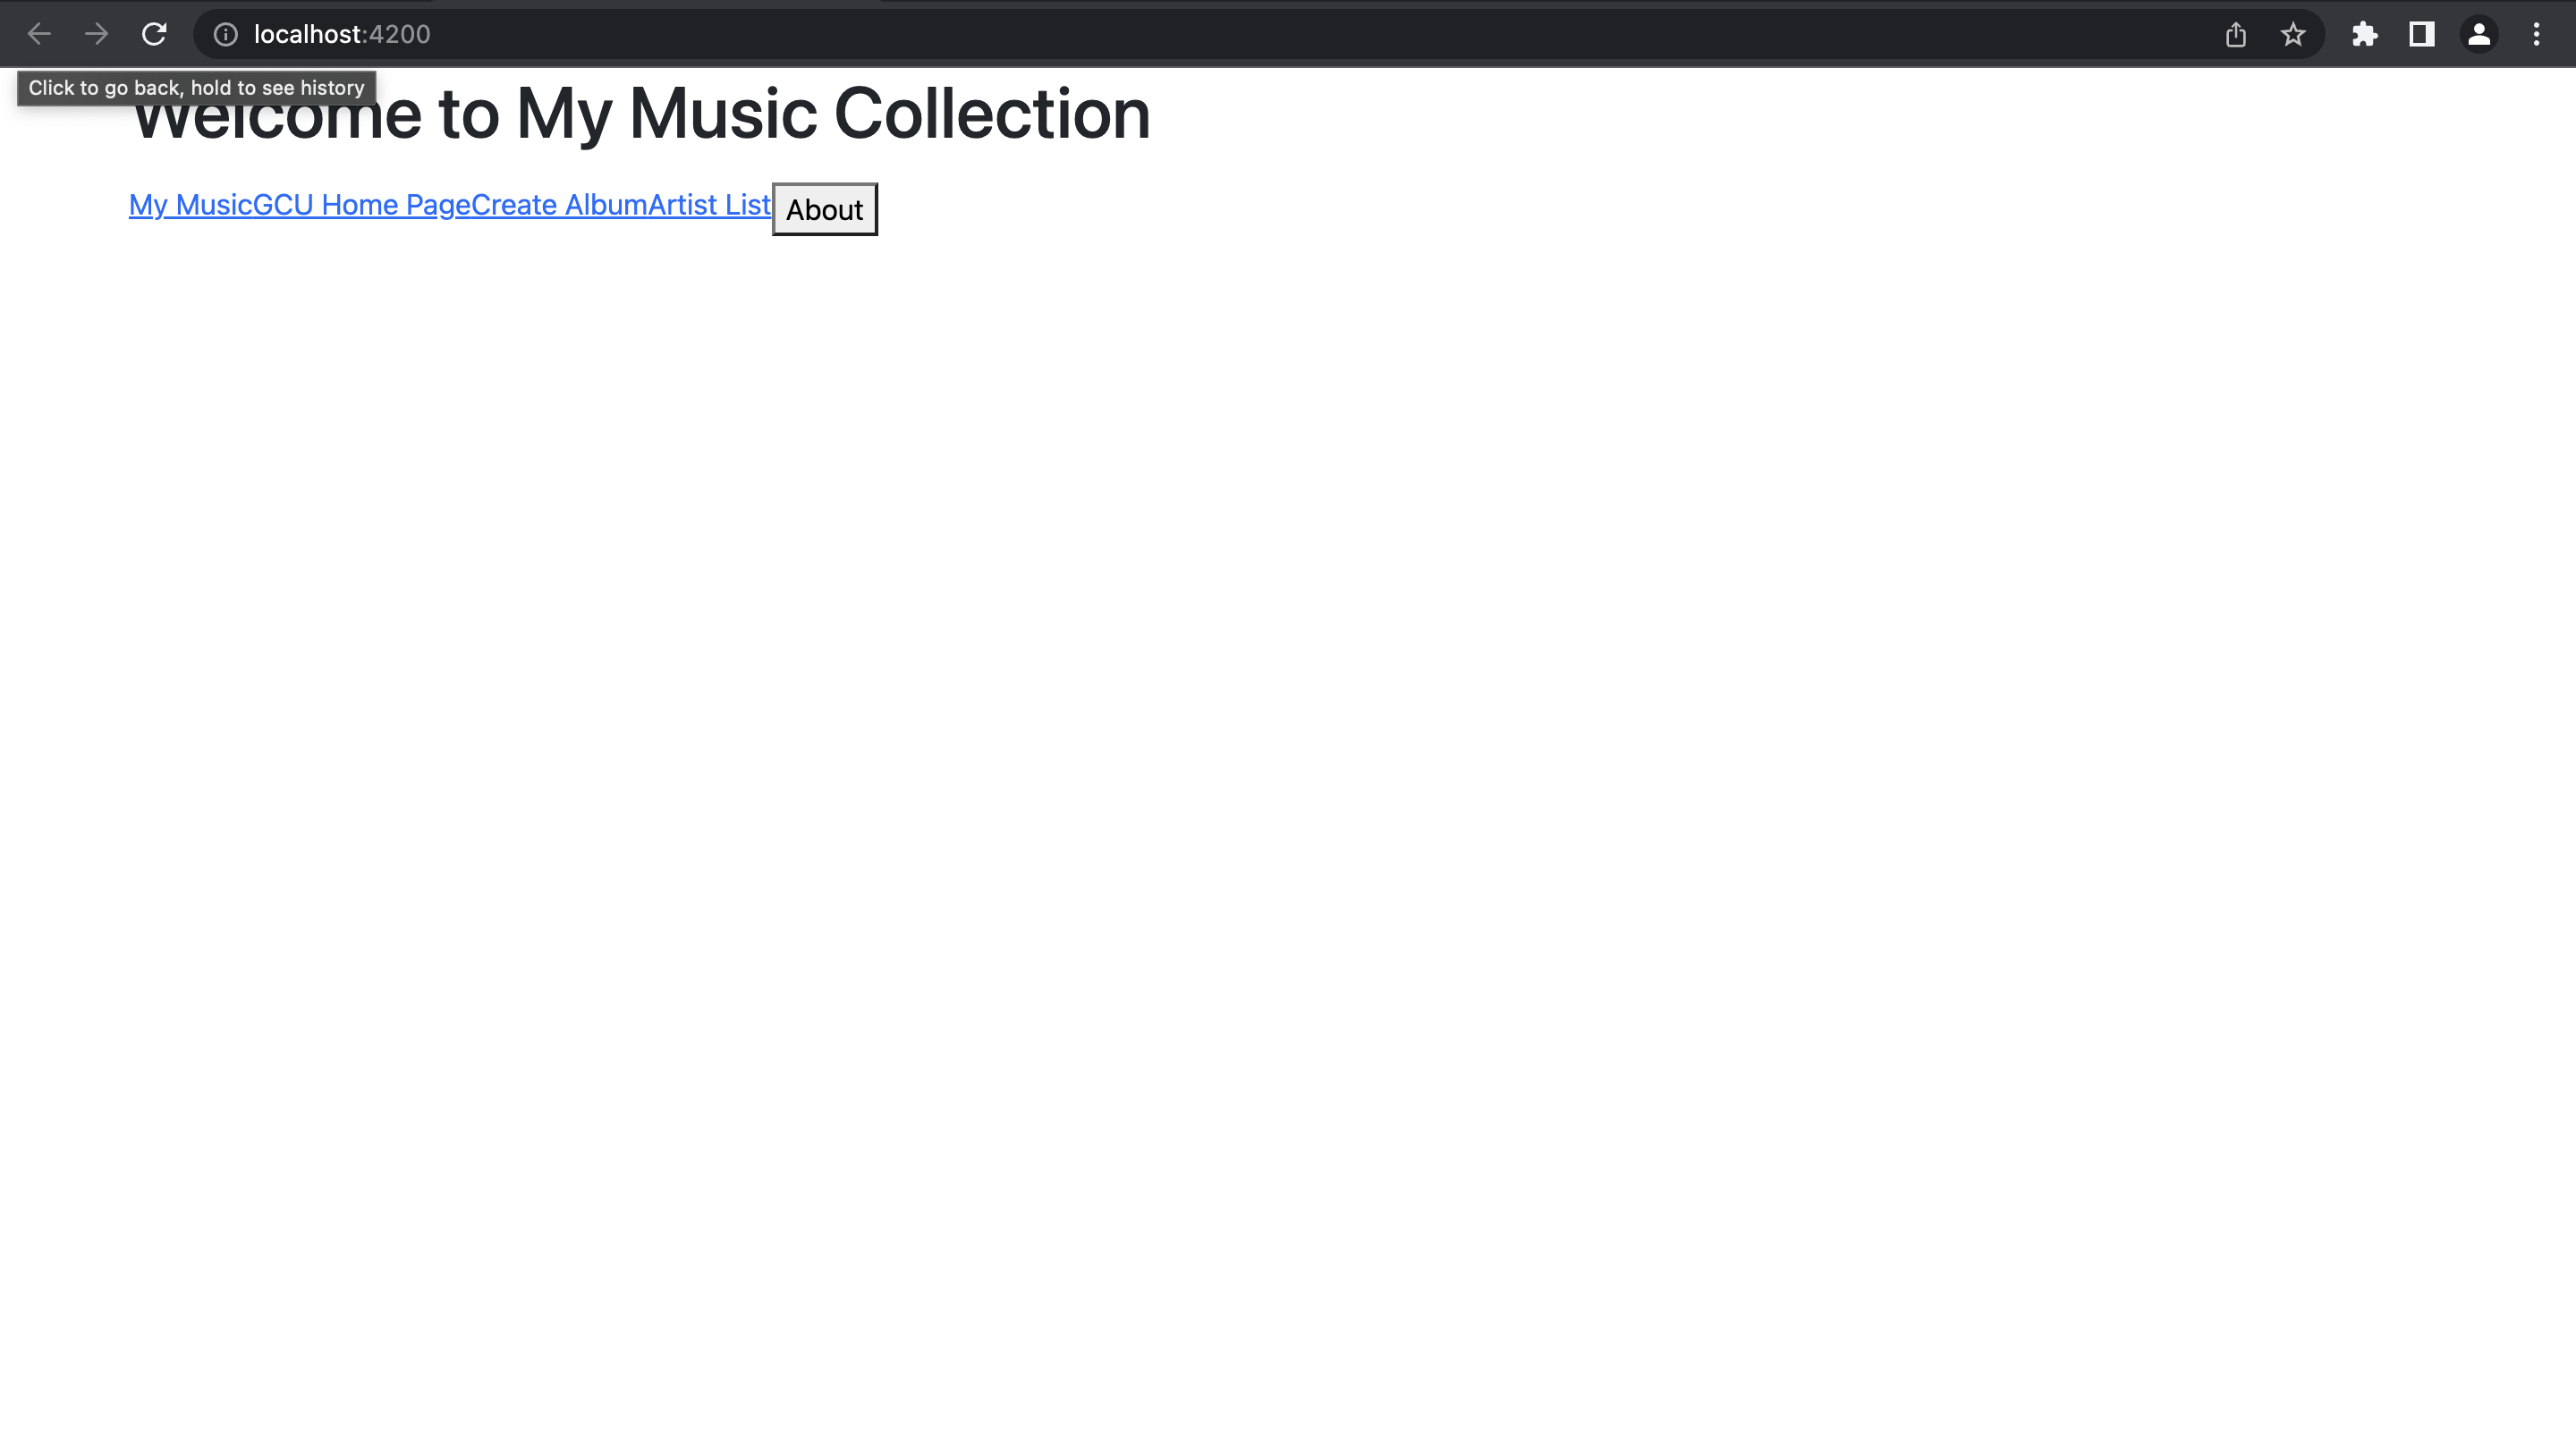 localhost:4200
Click to go back, hold to see history
Welcome to My Music Collection
My MusicGCU Home PageCreate AlbumArtist List About